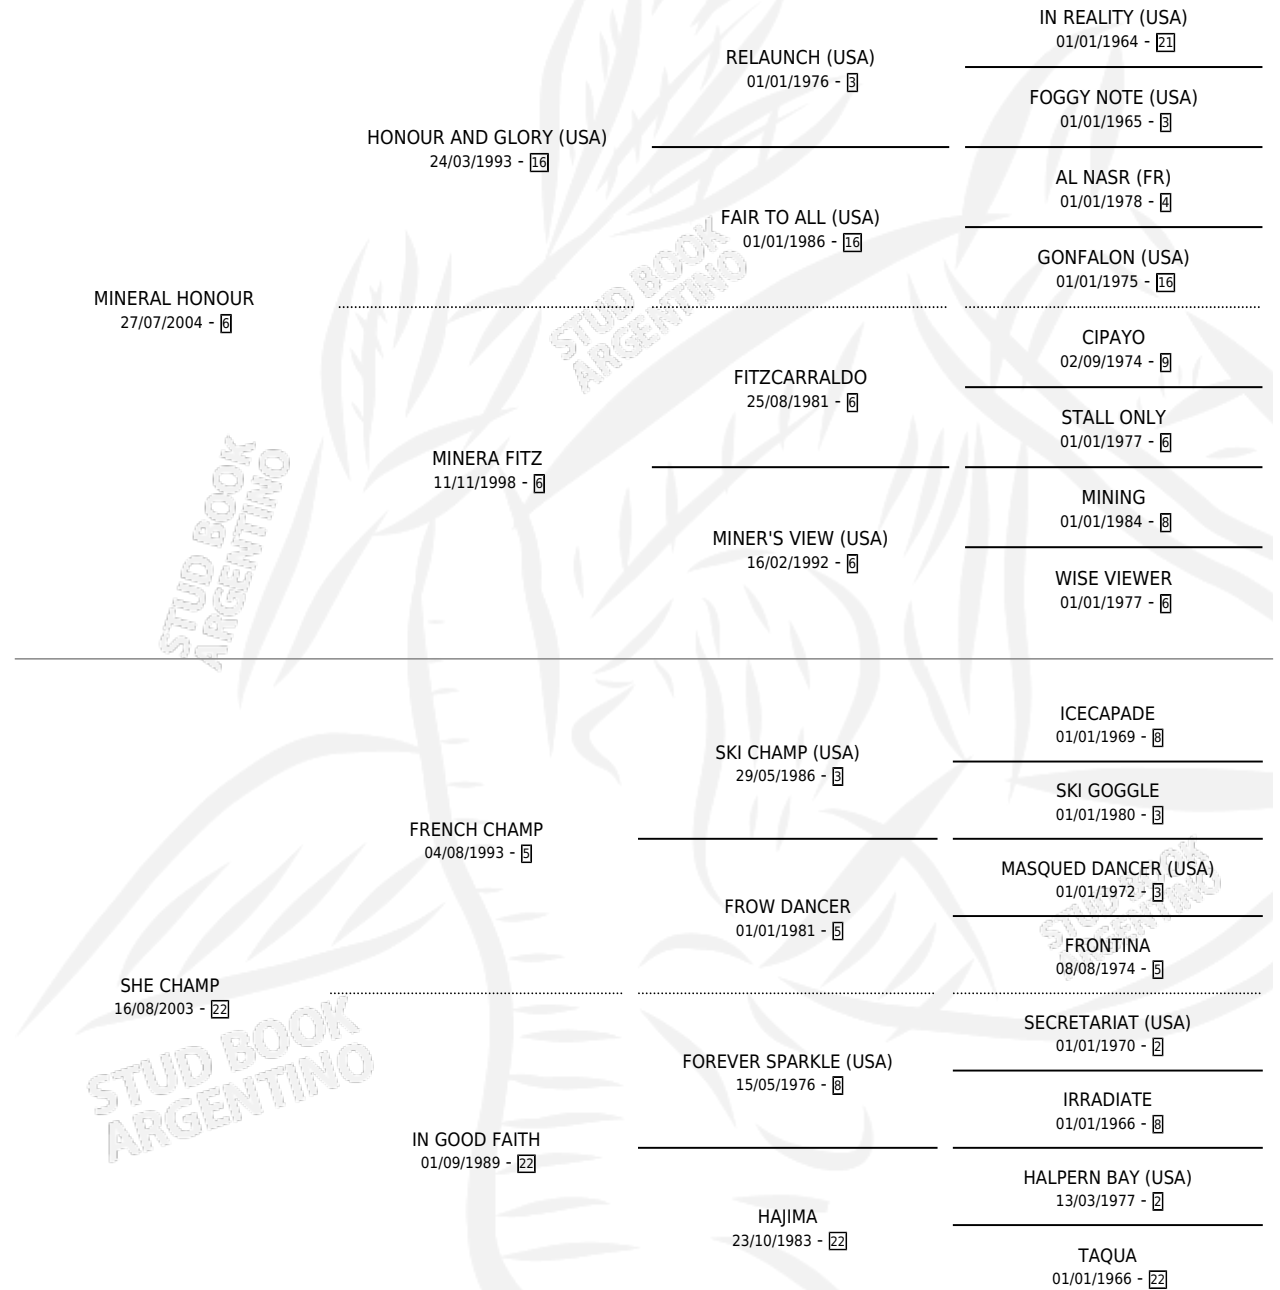 IN REALITY (USA)
01/01/1964 - 21
RELAUNCH (USA)
01/01/1976 - 3
FOGGY NOTE (USA)
01/01/1965 - 3
HONOUR AND GLORY (USA)
24/03/1993 - 16
AL NASR (FR)
01/01/1978 - 4
FAIR TO ALL (USA)
01/01/1986 - 16
GONFALON (USA)
01/01/1975 - 16
MINERAL HONOUR
27/07/2004 - 6
CIPAYO
02/09/1974 - 9
FITZCARRALDO
25/08/1981 - 6
STALL ONLY
01/01/1977 - 6
MINERA FITZ
11/11/1998 - 6
MINING
01/01/1984 - 8
MINER'S VIEW (USA)
16/02/1992 - 6
WISE VIEWER
01/01/1977 - 6
ICECAPADE
01/01/1969 - 8
SKI CHAMP (USA)
29/05/1986 - 3
SKI GOGGLE
01/01/1980 - 3
FRENCH CHAMP
04/08/1993 - 5
MASQUED DANCER (USA)
01/01/1972 - 3
FROW DANCER
01/01/1981 - 5
FRONTINA
08/08/1974 - 5
SHE CHAMP
16/08/2003 - 22
SECRETARIAT (USA)
01/01/1970 - 2
FOREVER SPARKLE (USA)
15/05/1976 - 8
IRRADIATE
01/01/1966 - 8
IN GOOD FAITH
01/09/1989 - 22
HALPERN BAY (USA)
13/03/1977 - 2
HAJIMA
23/10/1983 - 22
TAQUA
01/01/1966 - 22
STUD BOOK
ARGENTINO
STUD BOOK
ARGENTINO
STUD BOOK
ARGENTINO
STUD BOOK
ARGENTINO